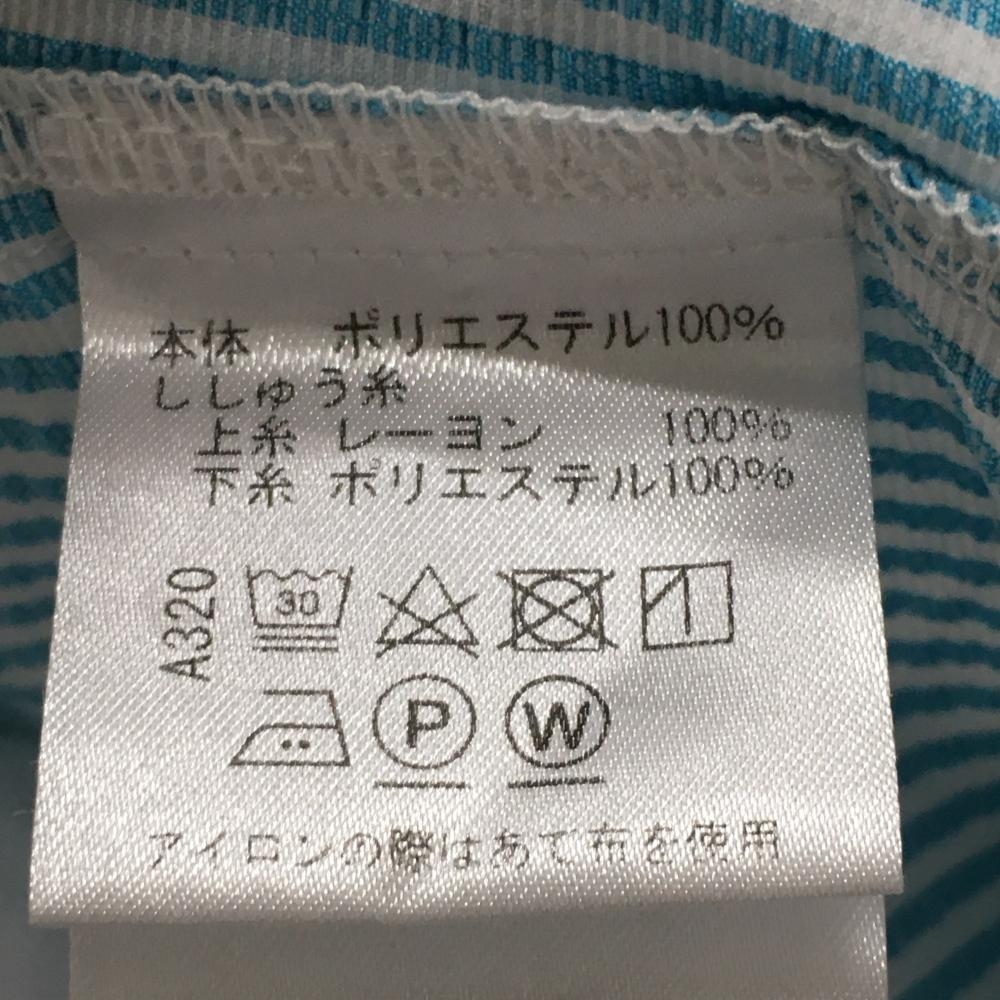 本体 ポリエステル100%
ししゅう糸
上糸 レーヨン 100%
下糸 ポリエステル100%
A320
30
P W
アイロンの際はあて布を使用